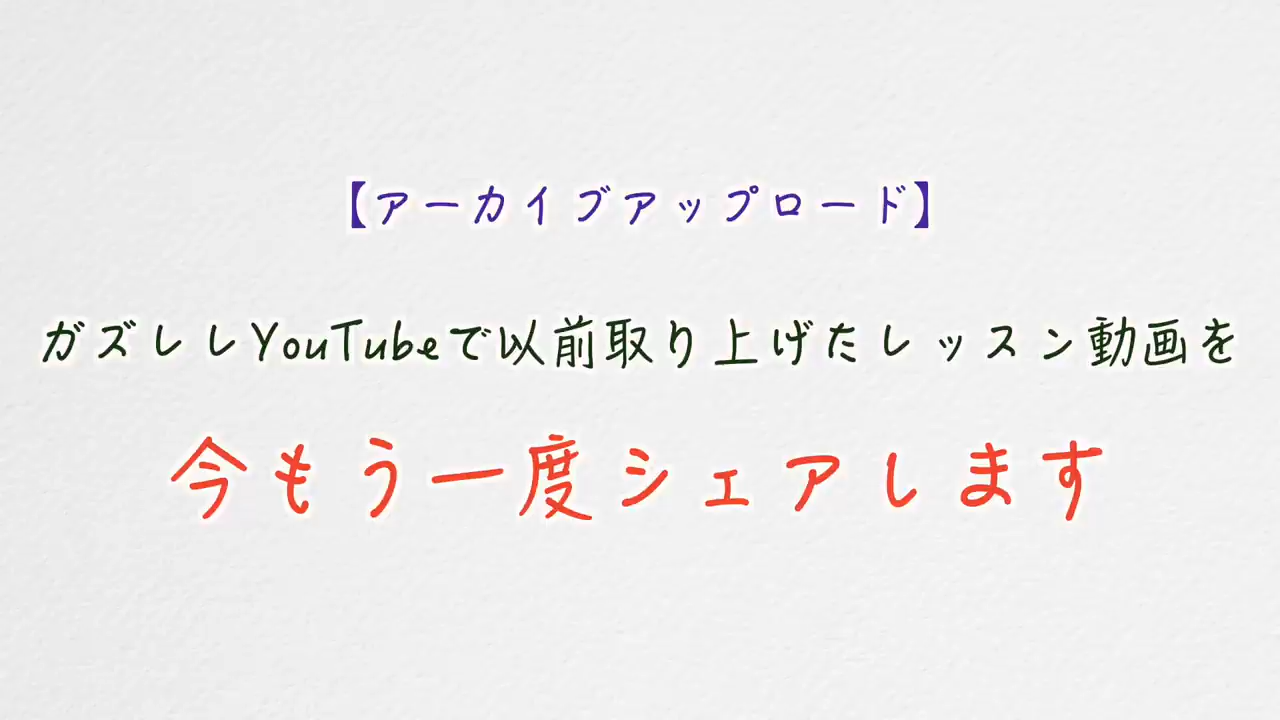 【アーカイブアップロード】
ガズレレYouTubeで以前取り上げたレッスン動画を
今もう一度シェアします